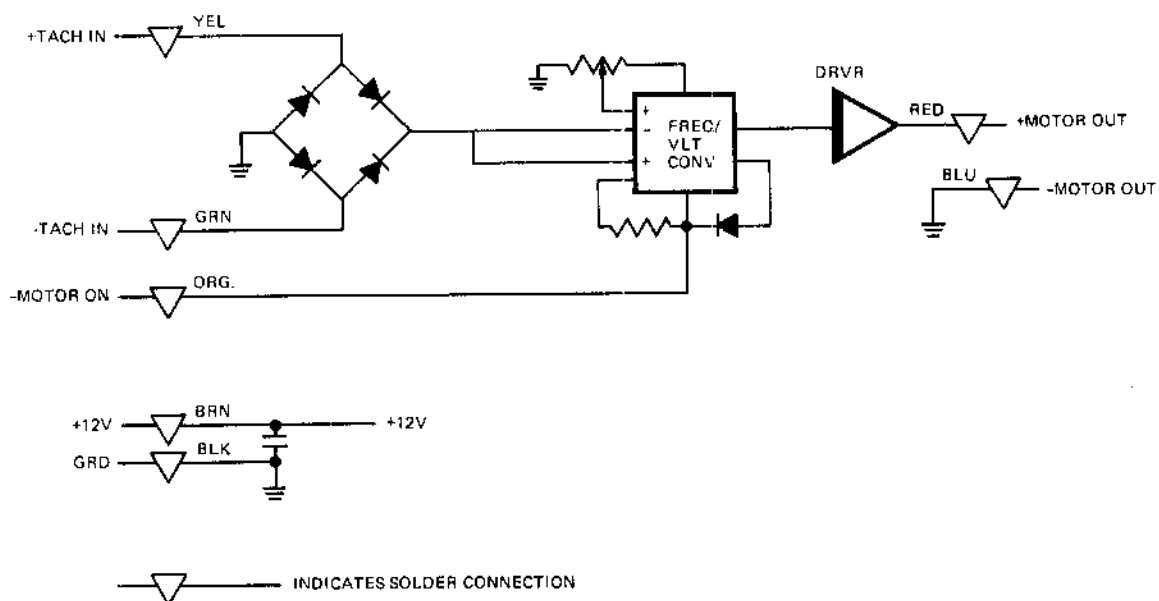 YEL
+TACH IN
DRVR
RED
+MOTOR OUT
+
-
+
FREQ/
VLT
CONV
BLU
-MOTOR OUT
GRN
-TACH IN
ORG.
-MOTOR ON
BRN
+12V
+12V
BLK
GRD
INDICATES SOLDER CONNECTION